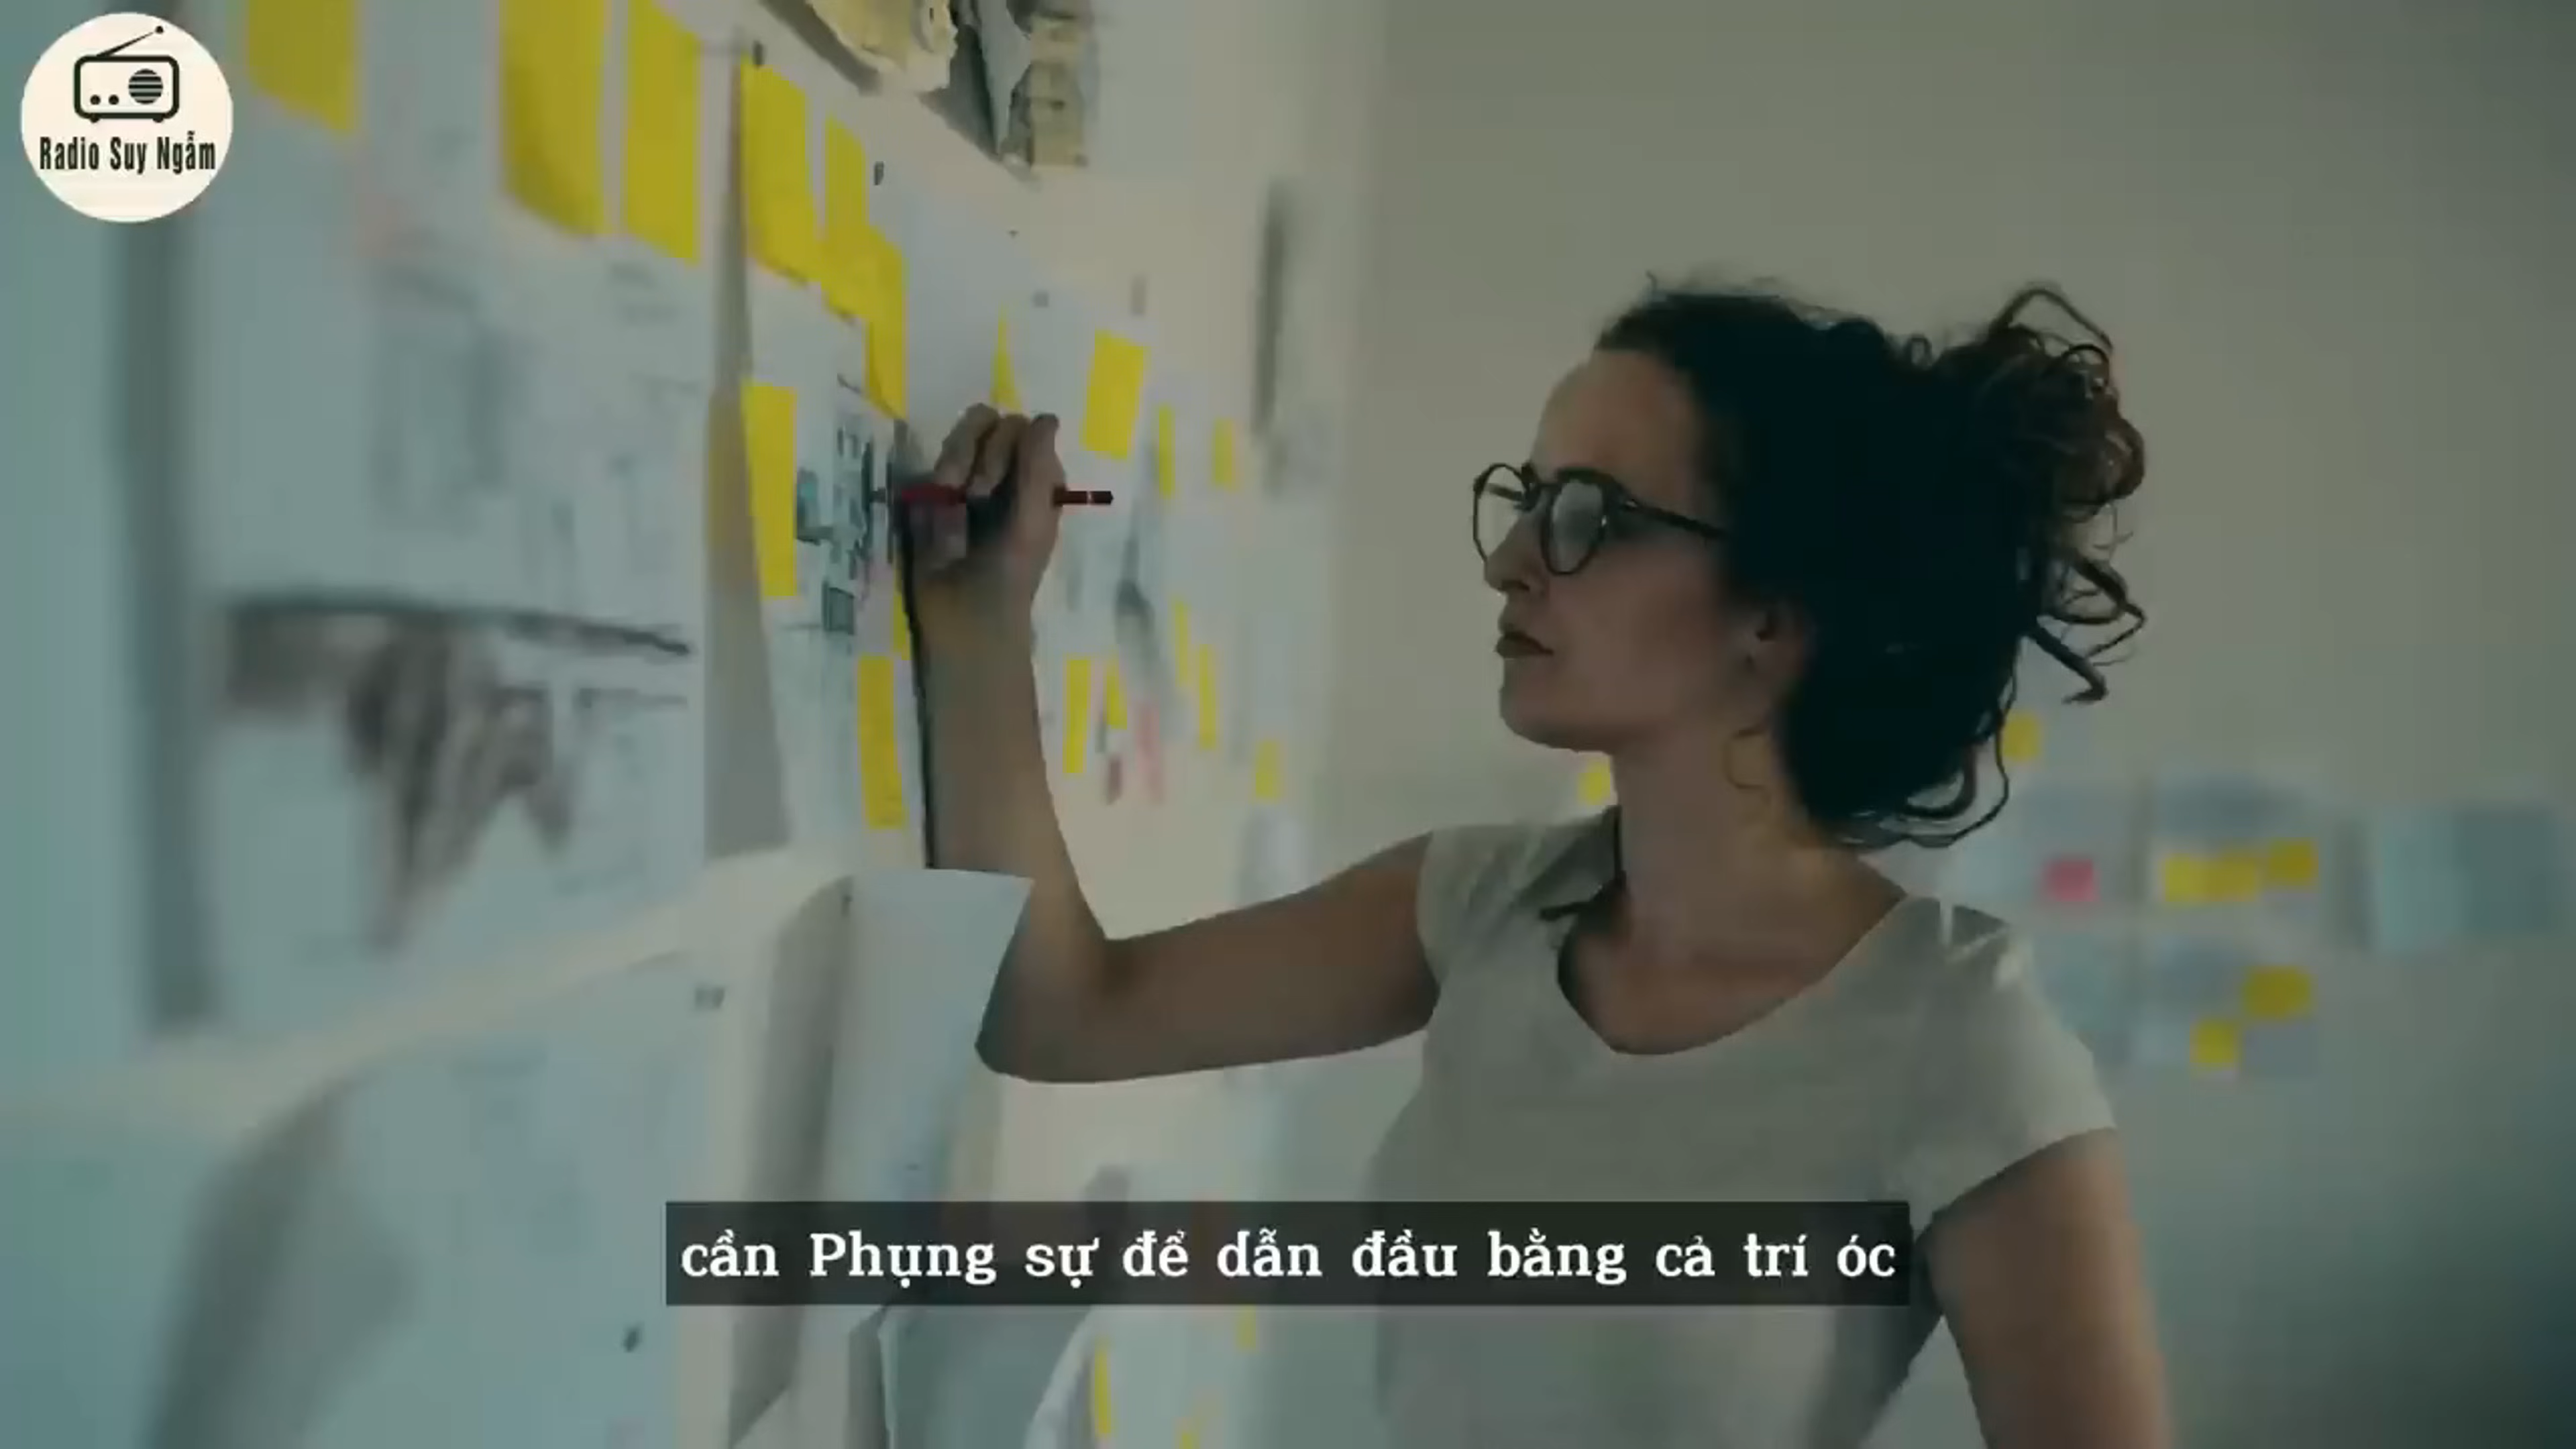 Radio Suy Ngẫm
cần Phụng sự để dẫn đầu bằng cả trí óc